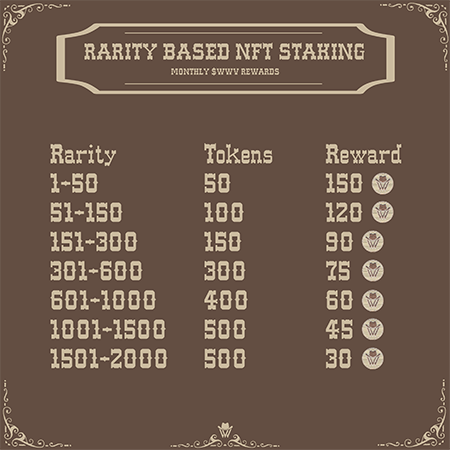 RARITY BASED NFT STAKING
MONTHLY $WWV REWARDS
Rarity Tokens Reward
1-50 50 150
51-150 100 120
151-300 150 90
301-600 300 75
601-1000 400 60
1001-1500 500 45
1501-2000 500 30